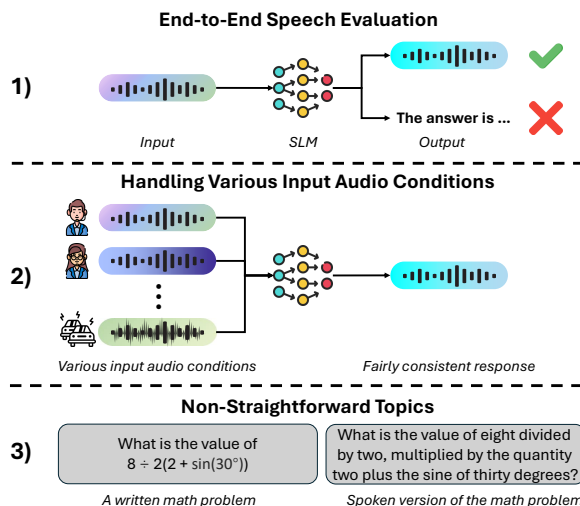 End-to-End Speech Evaluation
1)
The answer is ...
Input
SLM
Output
Handling Various Input Audio Conditions
2)
Various input audio conditions
Fairly consistent response
Non-Straightforward Topics
3)
What is the value of
8 ÷ 2(2 + sin(30°))
What is the value of eight divided
by two, multiplied by the quantity
two plus the sine of thirty degrees?
A written math problem
Spoken version of the math problem